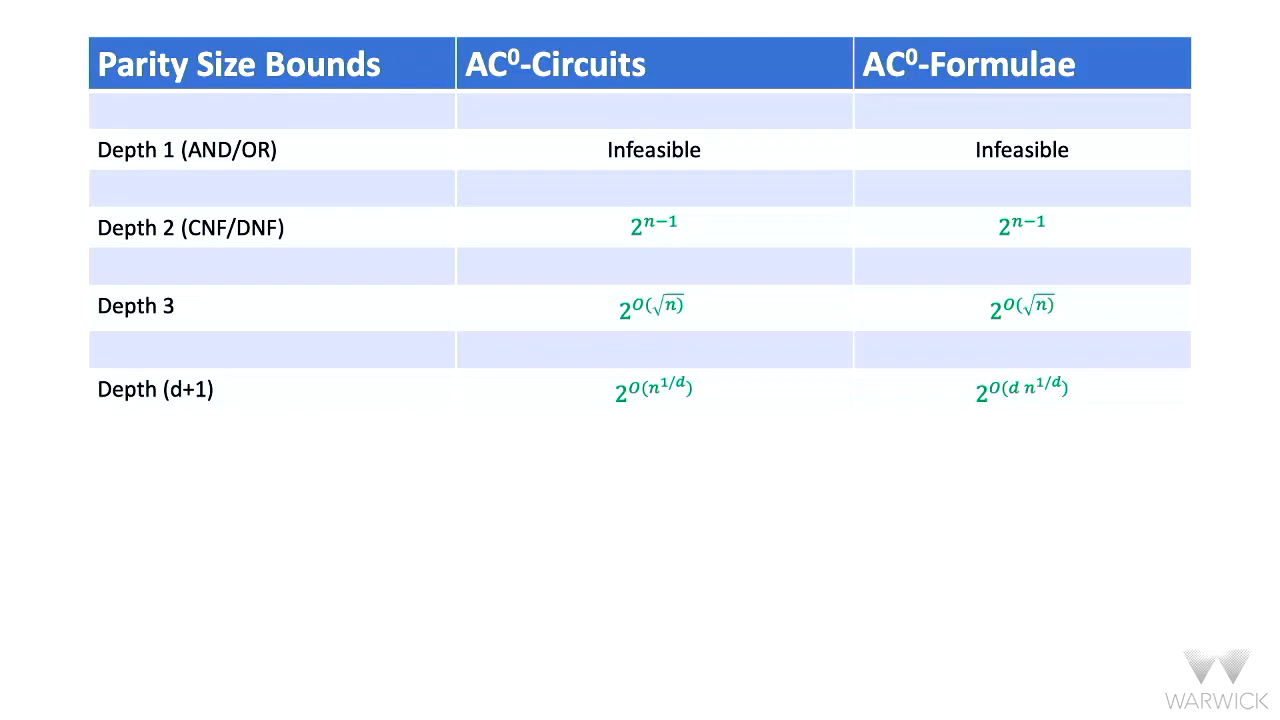 Parity Size Bounds AC⁰-Circuits AC⁰-Formulae
Depth 1 (AND/OR) Infeasible Infeasible
Depth 2 (CNF/DNF) 2^{n−1} 2^{n−1}
Depth 3 2^{O(√n)} 2^{O(√n)}
Depth (d+1) 2^{O(n^{1/d})} 2^{O(d n^{1/d})}
WARWICK